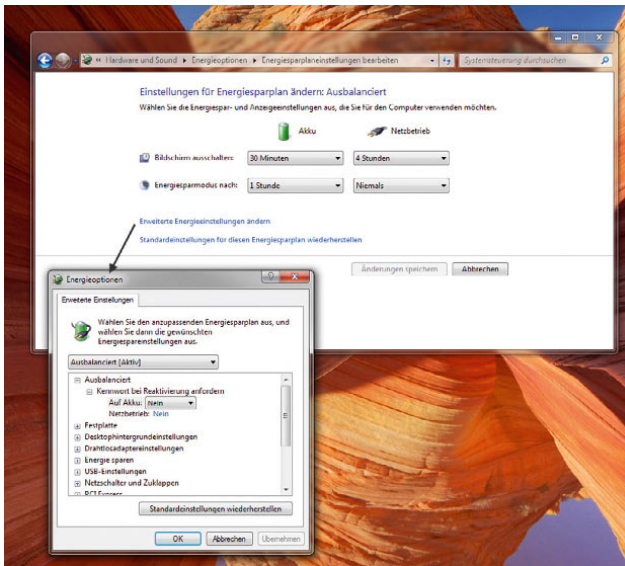 « Hardware und Sound ▸ Energieoptionen ▸ Energiesparplaneinstellungen bearbeiten
Systemsteuerung durchsuchen
Einstellungen für Energiesparplan ändern: Ausbalanciert
Wählen Sie die Energiespar- und Anzeigeeinstellungen aus, die Sie für den Computer verwenden möchten.
Akku Netzbetrieb
Bildschirm ausschalten: 30 Minuten 4 Stunden
Energiesparmodus nach: 1 Stunde Niemals
Erweiterte Energieeinstellungen ändern
Standardeinstellungen für diesen Energiesparplan wiederherstellen
Änderungen speichern Abbrechen
Energieoptionen
Erweiterte Einstellungen
Wählen Sie den anzupassenden Energiesparplan aus, und
wählen Sie dann die gewünschten
Energiespareinstellungen aus.
Ausbalanciert [Aktiv]
Ausbalanciert
Kennwort bei Reaktivierung anfordern
Auf Akku: Nein
Netzbetrieb: Nein
Festplatte
Desktophintergrundeinstellungen
Drahtlosadaptereinstellungen
Energie sparen
USB-Einstellungen
Netzschalter und Zuklappen
PCI Express
Standardeinstellungen wiederherstellen
OK Abbrechen Übernehmen